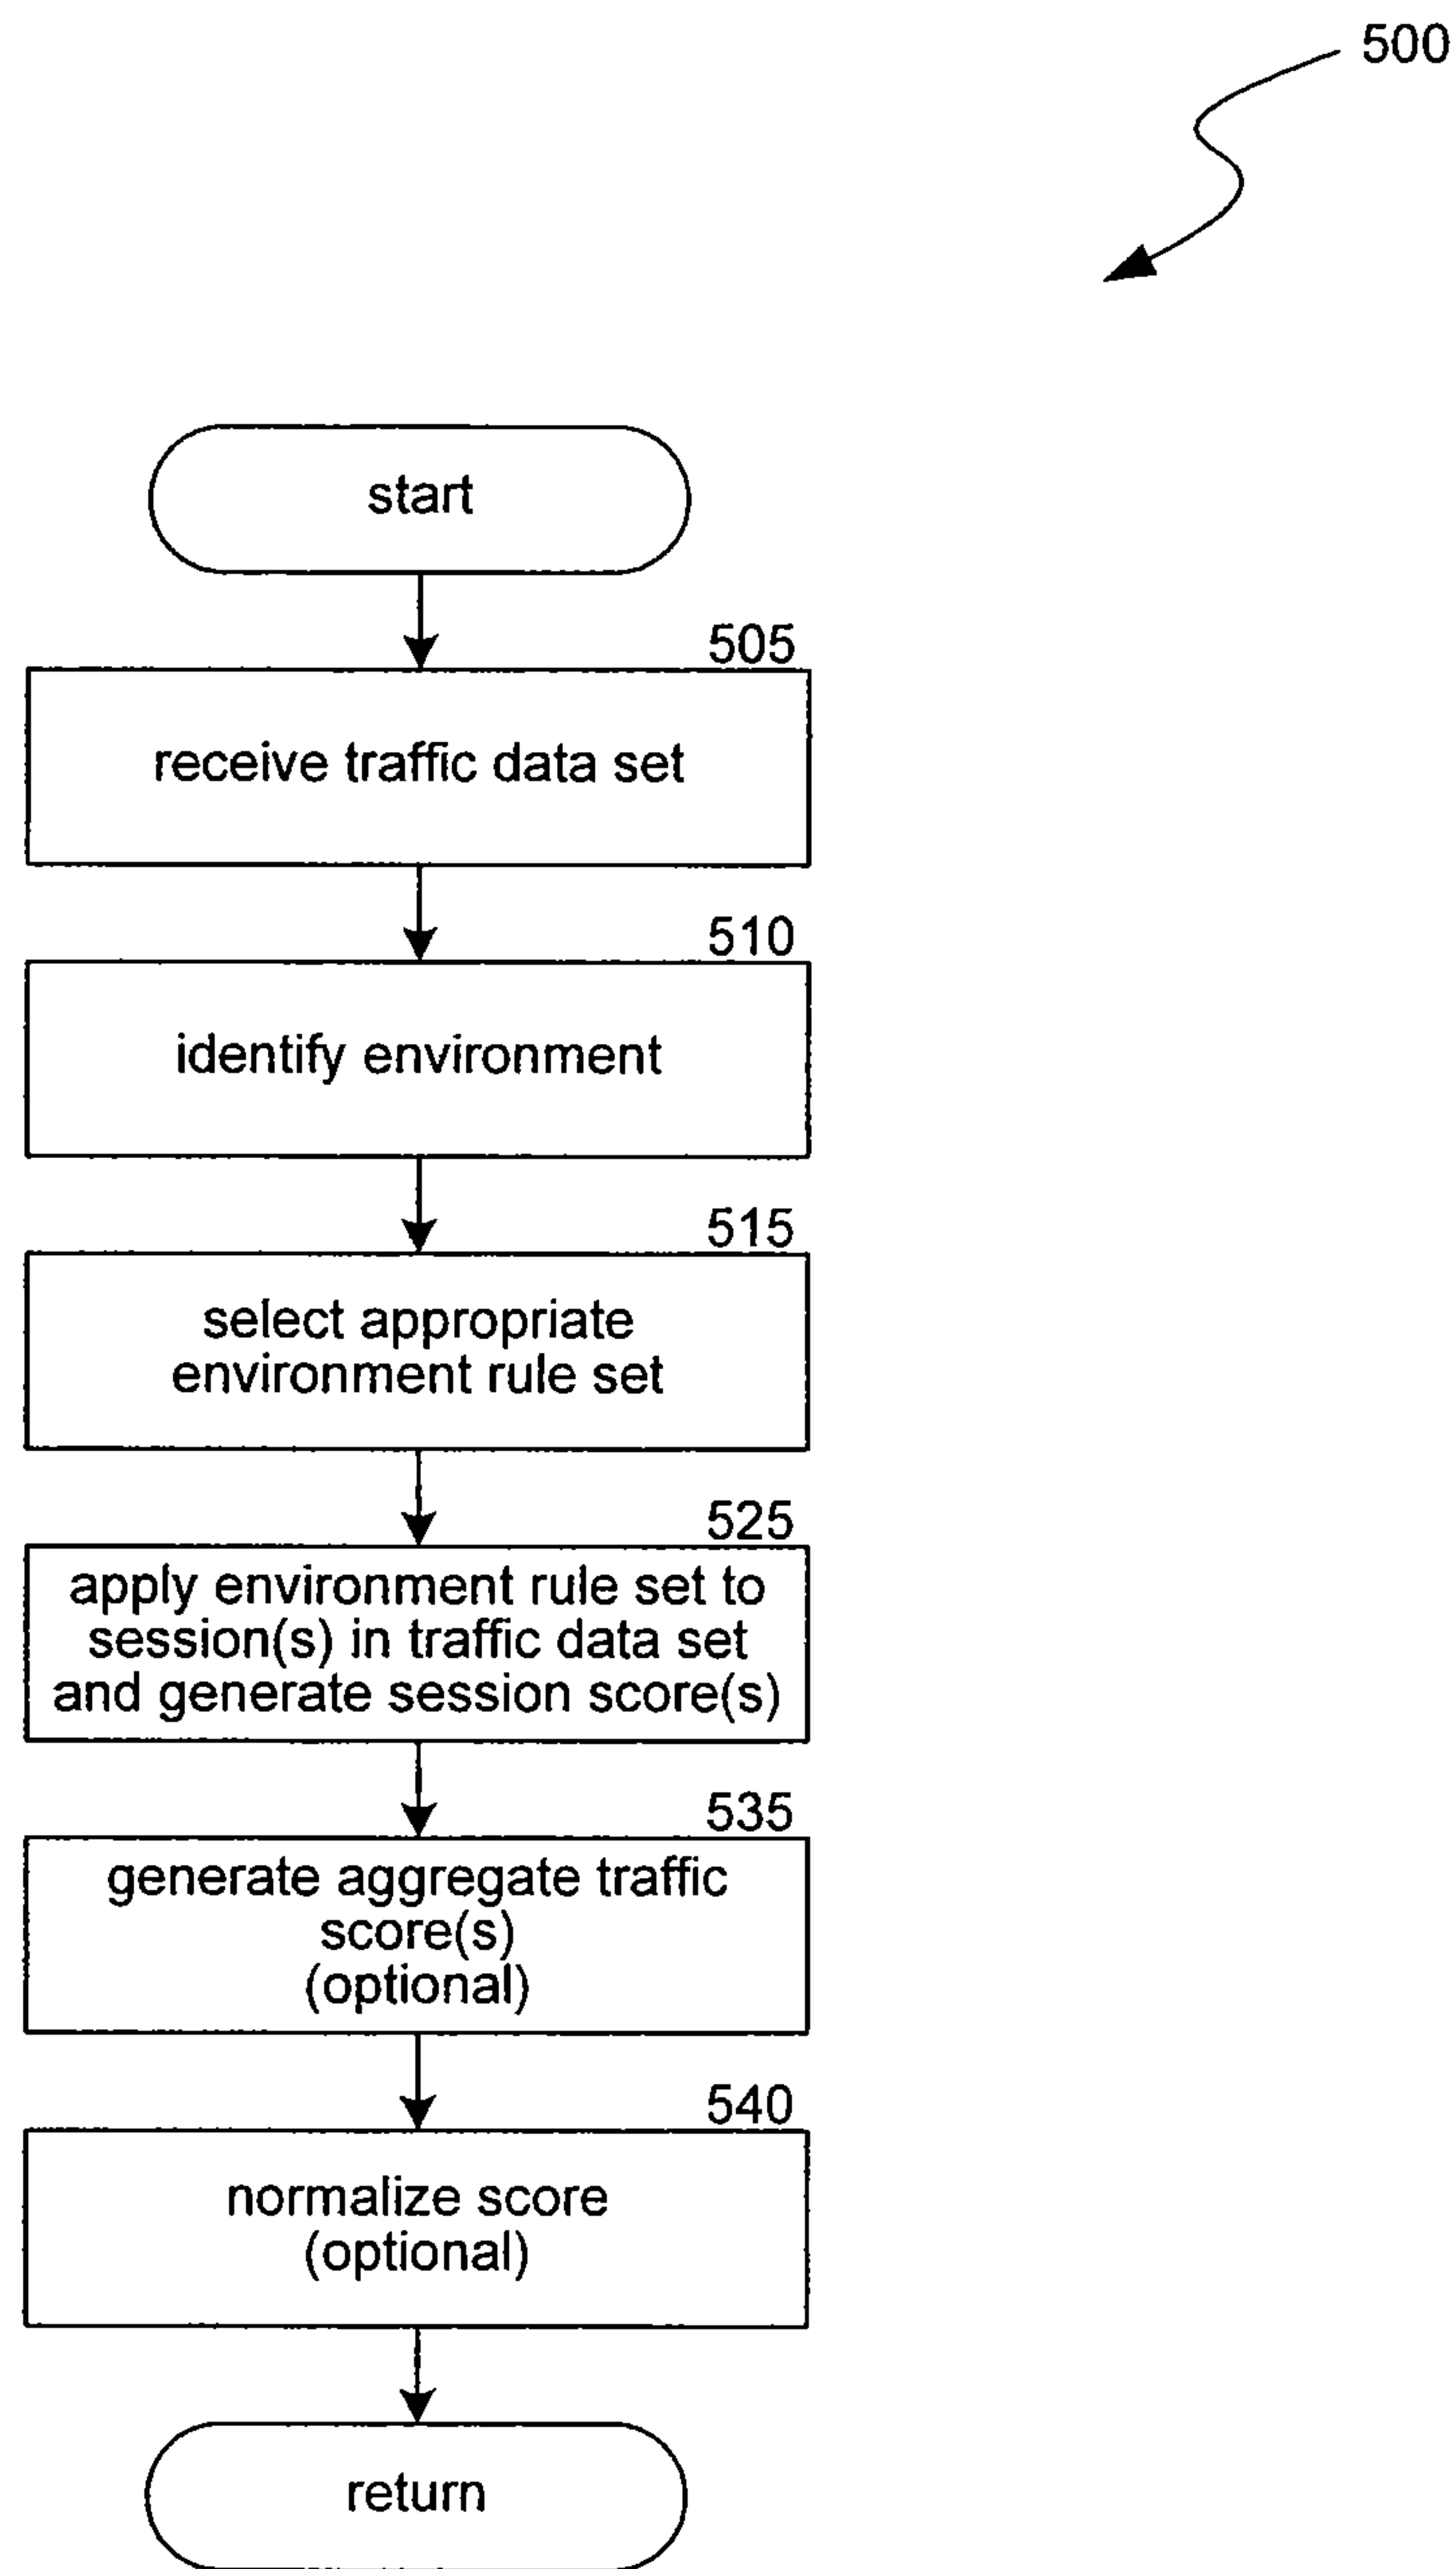 500
start
505
receive traffic data set
510
identify environment
515
select appropriate
environment rule set
525
apply environment rule set to
session(s) in traffic data set
and generate session score(s)
535
generate aggregate traffic
score(s)
(optional)
540
normalize score
(optional)
return